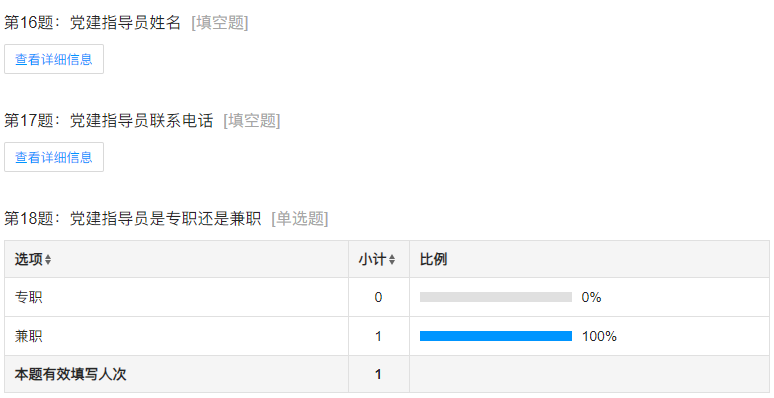 第16题：党建指导员姓名 [填空题]
查看详细信息
第17题：党建指导员联系电话 [填空题]
查看详细信息
第18题：党建指导员是专职还是兼职 [单选题]
选项 小计 比例
专职 0 0%
兼职 1 100%
本题有效填写人次 1